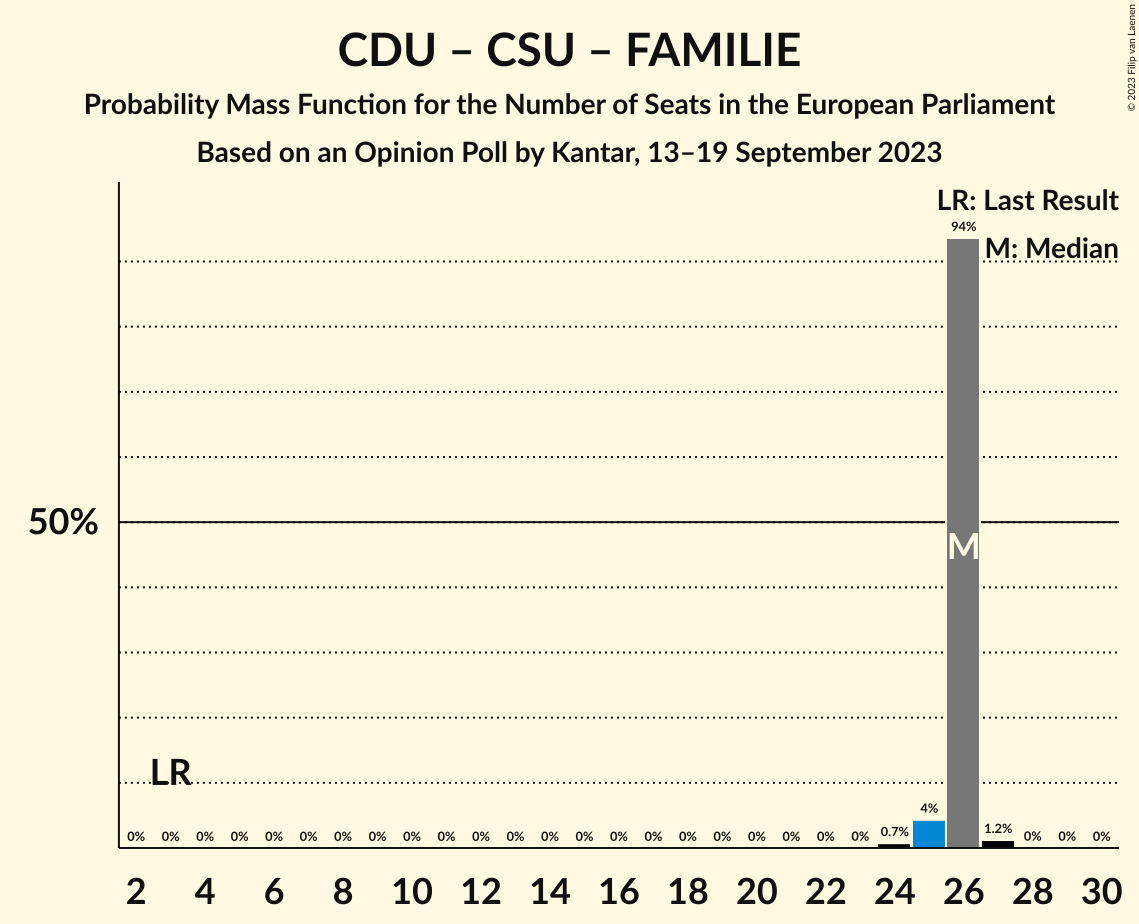 CDU – CSU – FAMILIE
Probability Mass Function for the Number of Seats in the European Parliament
Based on an Opinion Poll by Kantar, 13–19 September 2023
© 2023 Filip van Laenen
LR: Last Result
94%
M: Median
50%
M
LR
0% 0% 0% 0% 0% 0% 0% 0% 0% 0% 0% 0% 0% 0% 0% 0% 0% 0% 0% 0% 0% 0% 0.7% 4% 1.2% 0% 0% 0%
2 4 6 8 10 12 14 16 18 20 22 24 26 28 30